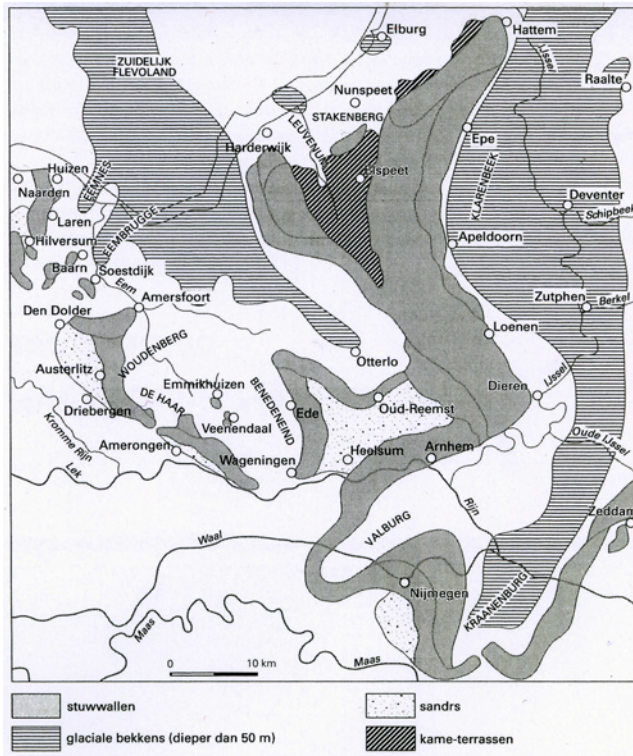 Elburg
Hattem
IJssel
ZUIDELIJK
FLEVOLAND
Raalte
Nunspeet
STAKENBERG
LEUVENUM
Harderwijk
Epe
Elspeet
Huizen
EEMNES
Naarden
KLARENBEEK
Deventer
Schipbeek
Laren
EEMBRUGGE
Hilversum
Apeldoorn
Baarn
Soestdijk
Eem
Zutphen
Berkel
Amersfoort
Den Dolder
Loenen
WOUDENBERG
Otterlo
Austerlitz
Emmikhuizen
BENEDENEIND
Dieren
IJssel
DE HAAR
Ede
Oud-Reemst
Driebergen
Veenendaal
Kromme Rijn
Amerongen
Heelsum
Arnhem
Oude IJssel
Lek
Wageningen
Rijn
Zeddam
VALBURG
Waal
KRAANENBURG
Nijmegen
Maas
Maas
0 10 km
stuwwallen
sandrs
glaciale bekkens (dieper dan 50 m)
kame-terrassen